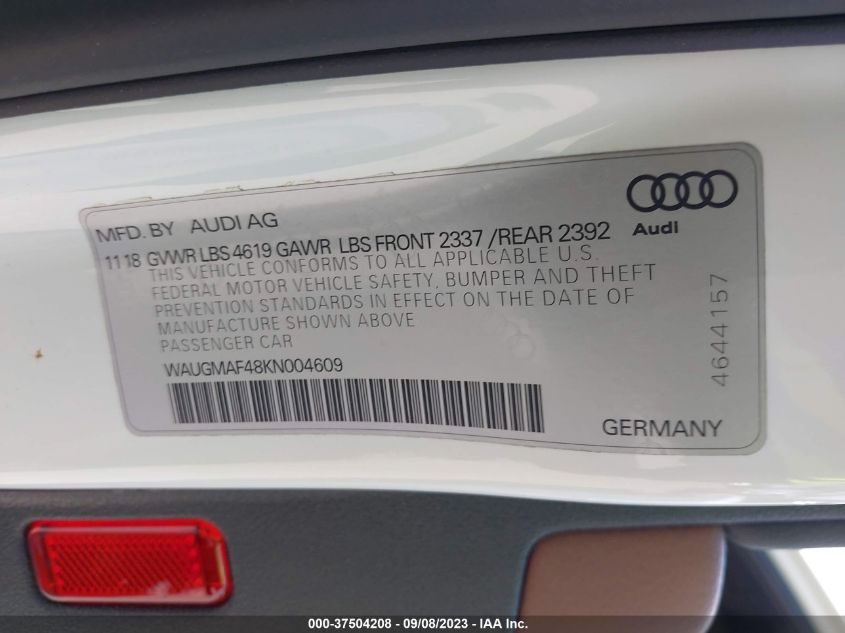 MFD. BY AUDI AG
Audi
11 18 GVWR LBS 4619 GAWR LBS FRONT 2337 /REAR 2392
THIS VEHICLE CONFORMS TO ALL APPLICABLE U.S.
FEDERAL MOTOR VEHICLE SAFETY, BUMPER AND THEFT
PREVENTION STANDARDS IN EFFECT ON THE DATE OF
MANUFACTURE SHOWN ABOVE
PASSENGER CAR
WAUGMAF48KN004609
4644157
GERMANY
000-37504208 - 09/08/2023 - IAA Inc.